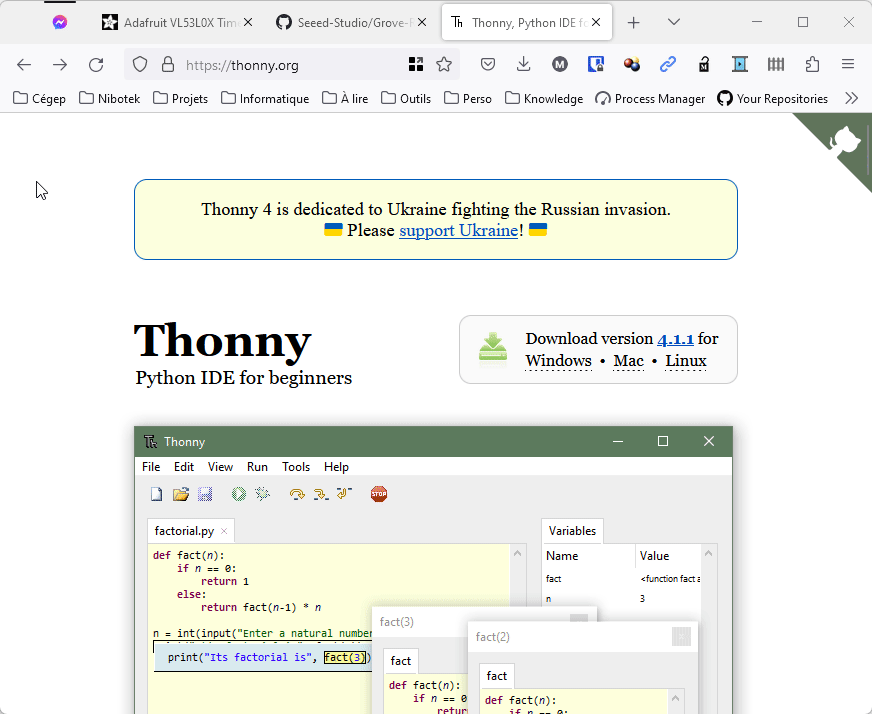 Adafruit VL53L0X Tim
Seeed-Studio/Grove-
Th Thonny, Python IDE fo
https://thonny.org
Cégep Nibotek Projets Informatique À lire Outils Perso Knowledge Process Manager Your Repositories
Thonny 4 is dedicated to Ukraine fighting the Russian invasion.
Please support Ukraine!
Thonny
Python IDE for beginners
Download version 4.1.1 for
Windows • Mac • Linux
Th Thonny
File Edit View Run Tools Help
STOP
factorial.py
def fact(n):
if n == 0:
return 1
else:
return fact(n-1) * n
n = int(input("Enter a natural number
print("Its factorial is", fact(3))
Variables
Name Value
fact <function fact a
n 3
fact(3)
fact
def fact(n):
if n == 0
retur
fact(2)
fact
def fact(n):
if n == 0: